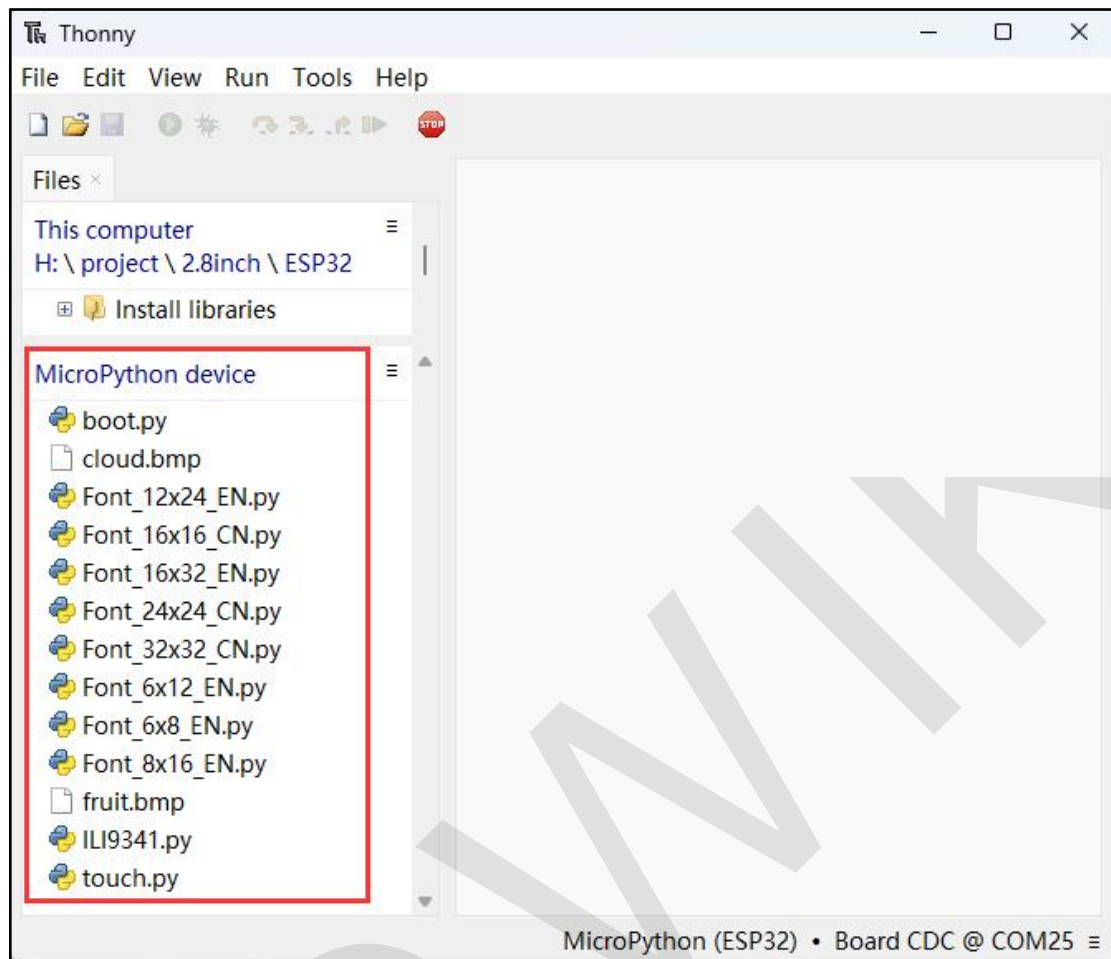 Thonny
File Edit View Run Tools Help
STOP
Files
This computer
H: \ project \ 2.8inch \ ESP32
Install libraries
MicroPython device
boot.py
cloud.bmp
Font_12x24_EN.py
Font_16x16_CN.py
Font_16x32_EN.py
Font_24x24_CN.py
Font_32x32_CN.py
Font_6x12_EN.py
Font_6x8_EN.py
Font_8x16_EN.py
fruit.bmp
ILI9341.py
touch.py
MicroPython (ESP32) • Board CDC @ COM25 ≡